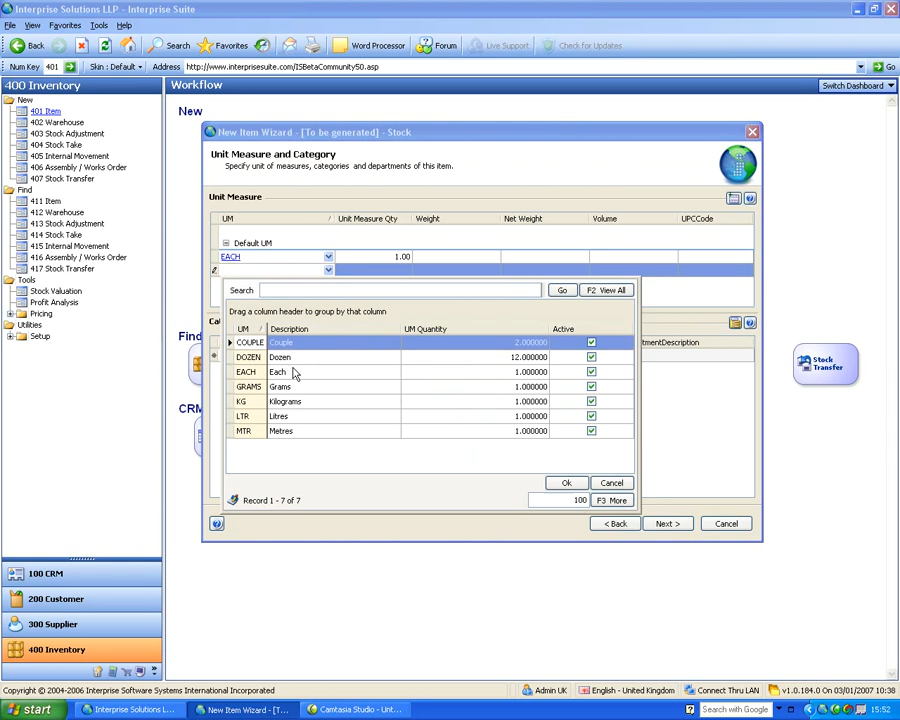 Interprise Solutions LLP - Interprise Suite
File View Favorites Tools Help
Back Search Favorites Word Processor Forum Live Support Check for Updates
Num Key 401 Skin : Default Address http://www.interprisesuite.com/ISBetaCommunity50.asp Go
400 Inventory
New
401 Item
402 Warehouse
403 Stock Adjustment
404 Stock Take
405 Internal Movement
406 Assembly / Works Order
407 Stock Transfer
Find
411 Item
412 Warehouse
413 Stock Adjustment
414 Stock Take
415 Internal Movement
416 Assembly / Works Order
417 Stock Transfer
Tools
Stock Valuation
Profit Analysis
Pricing
Utilities
Setup
100 CRM
200 Customer
300 Supplier
400 Inventory
Workflow Switch Dashboard
New
Find
CRM
Stock
Transfer
New Item Wizard - [To be generated] - Stock
Unit Measure and Category
Specify unit of measures, categories and departments of this item.
Unit Measure
UM Unit Measure Qty Weight Net Weight Volume UPCCode
Default UM
EACH 1.00
Cat
tmentDescription
Search Go F2 View All
Drag a column header to group by that column
UM Description UM Quantity Active
COUPLE Couple 2.000000
DOZEN Dozen 12.000000
EACH Each 1.000000
GRAMS Grams 1.000000
KG Kilograms 1.000000
LTR Litres 1.000000
MTR Metres 1.000000
Ok Cancel
Record 1 - 7 of 7 100 F3 More
< Back Next > Cancel
Copyright © 2004-2006 Interprise Software Systems International Incorporated Admin UK English - United Kingdom Connect Thru LAN v1.0.184.0 On 03/01/2007 10:38
start Interprise Solutions L... New Item Wizard - [T... Camtasia Studio - Unt... Search with Google 15:52